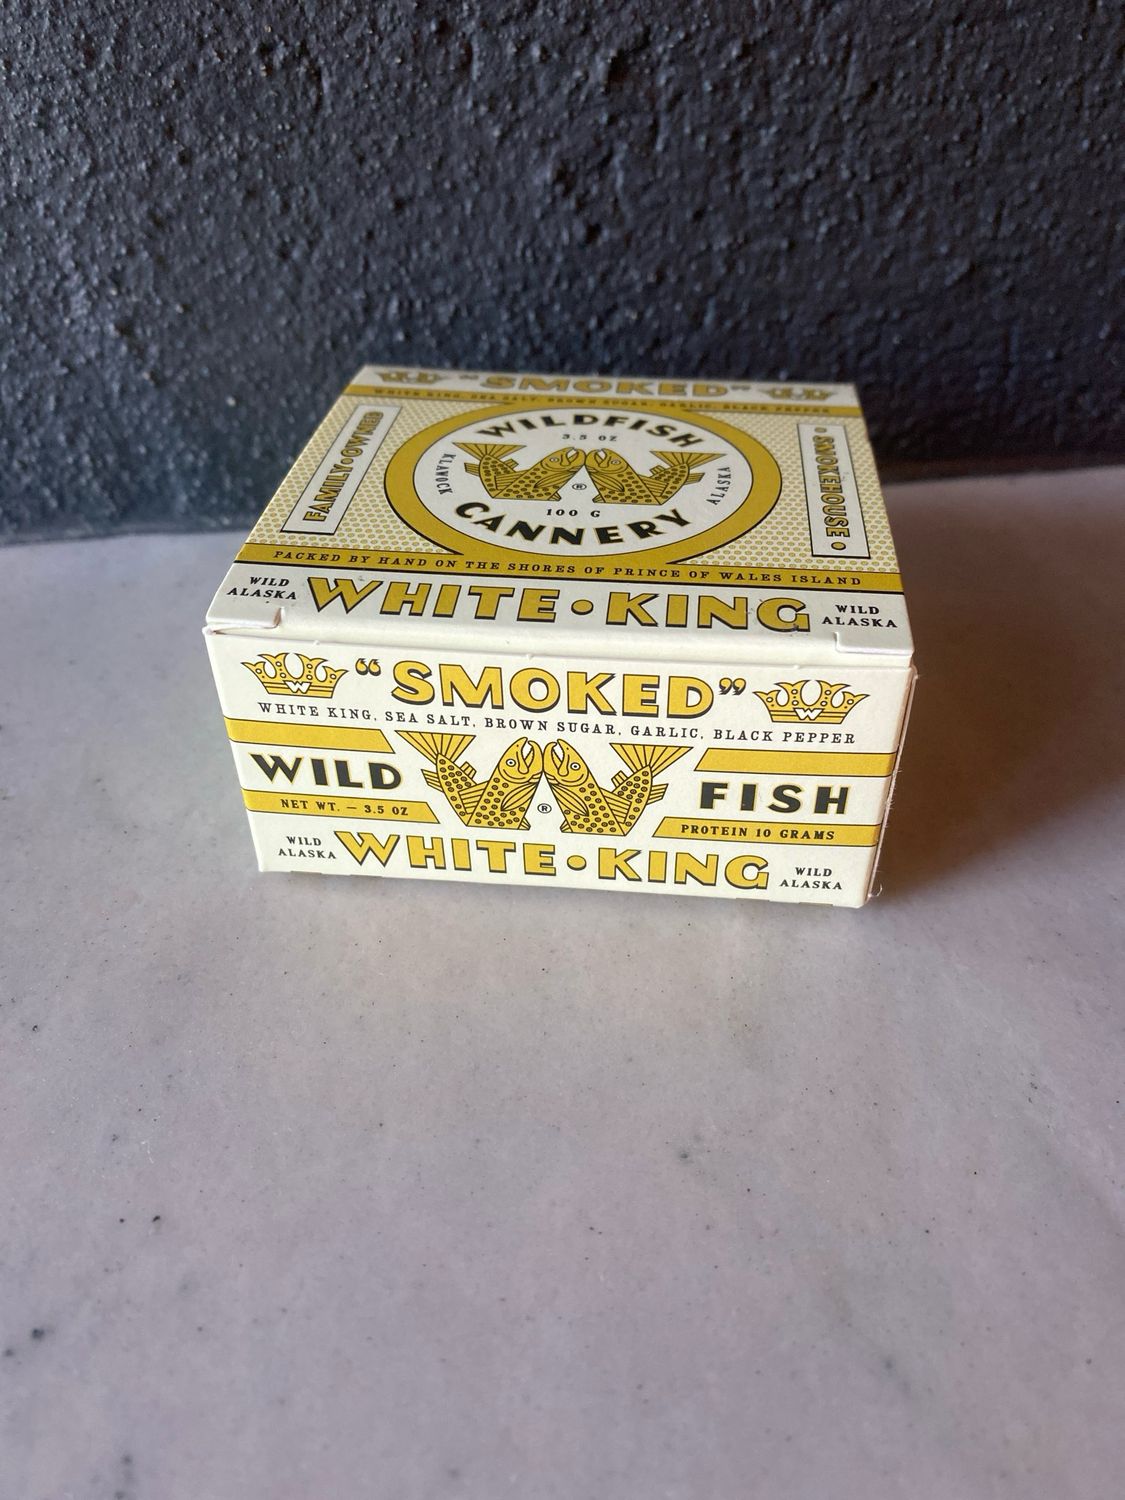 “SMOKED”
WHITE KING, SEA SALT, BROWN SUGAR, GARLIC, BLACK PEPPER
FAMILY•OWNED
WILDFISH
3.5 OZ
KLAWOCK
ALASKA
®
100 G
CANNERY
• SMOKEHOUSE •
PACKED BY HAND ON THE SHORES OF PRINCE OF WALES ISLAND
WILD ALASKA WHITE•KING WILD ALASKA
W “SMOKED” W
WHITE KING, SEA SALT, BROWN SUGAR, GARLIC, BLACK PEPPER
WILD FISH
NET WT. – 3.5 OZ ® PROTEIN 10 GRAMS
WILD ALASKA WHITE•KING WILD ALASKA